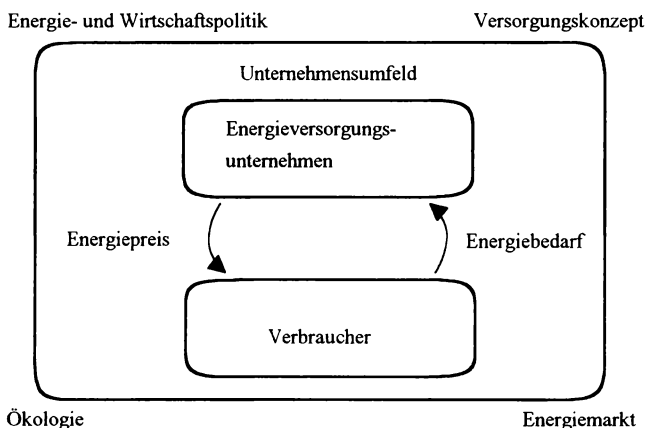 Energie- und Wirtschaftspolitik
Versorgungskonzept
Unternehmensumfeld
Energieversorgungs-
unternehmen
Energiepreis
Energiebedarf
Verbraucher
Ökologie
Energiemarkt